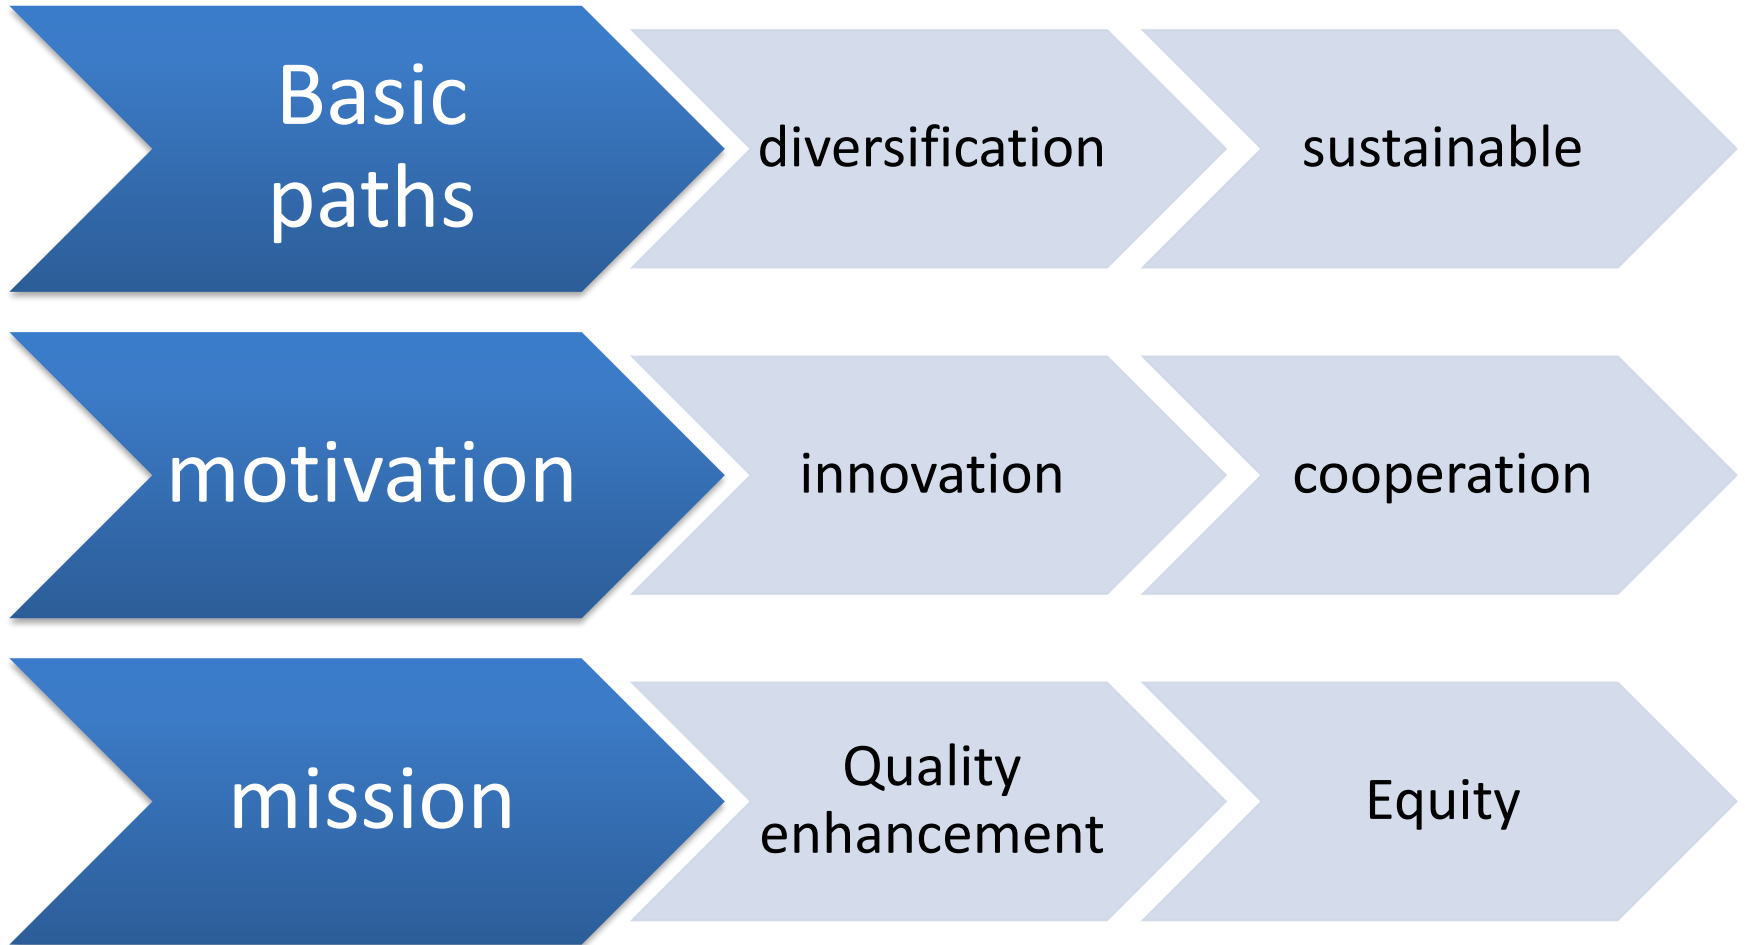 Basic
paths
diversification
sustainable
motivation
innovation
cooperation
mission
Quality
enhancement
Equity